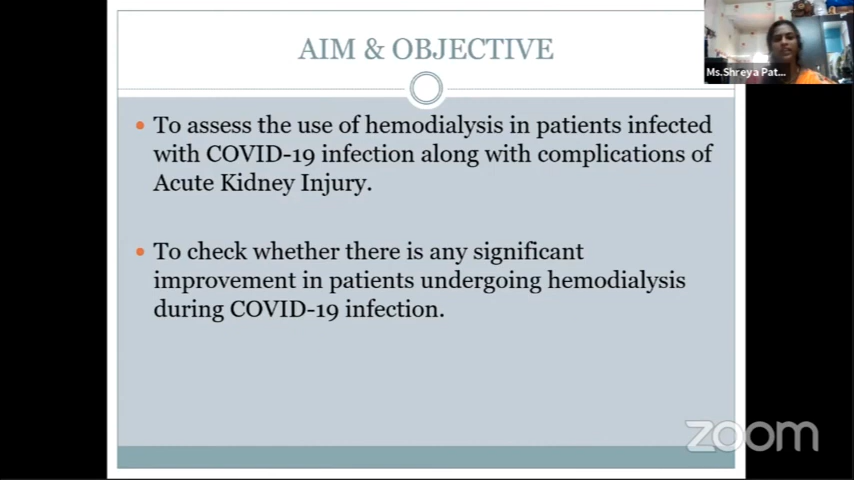 AIM & OBJECTIVE
Ms.Shreya Pat...
• To assess the use of hemodialysis in patients infected
with COVID-19 infection along with complications of
Acute Kidney Injury.
• To check whether there is any significant
improvement in patients undergoing hemodialysis
during COVID-19 infection.
zoom